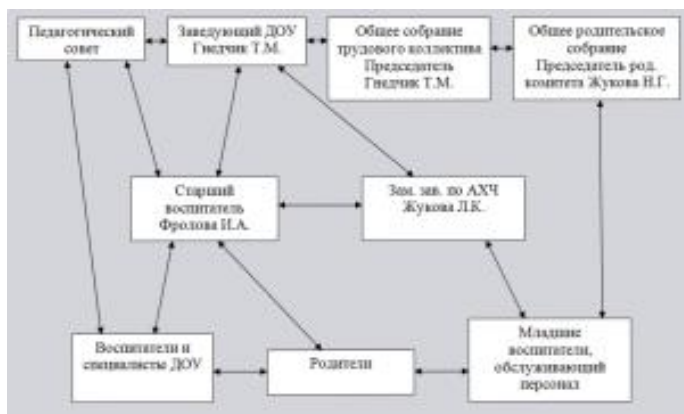 Педагогический
совет
Заведующий ДОУ
Гнедчик Т.М.
Общее собрание
трудового коллектива
Председатель
Гнедчик Т.М.
Общее родительское
собрание
Председатель род.
комитета Жукова Н.Г.
Старший
воспитатель
Фролова И.А.
Зам. зав. по АХЧ
Жукова Л.К.
Воспитатели и
специалисты ДОУ
Родители
Младшие
воспитатели,
обслуживающий
персонал